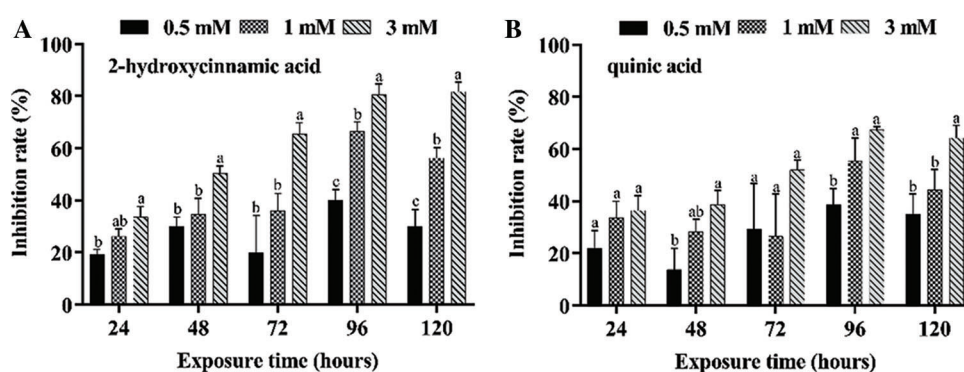 A
0.5 mM 1 mM 3 mM
2-hydroxycinnamic acid
Inhibition rate (%)
100
80
60
40
20
0
b ab a
b b a
b b a
c b a
c b a
24 48 72 96 120
Exposure time (hours)
B
0.5 mM 1 mM 3 mM
quinic acid
Inhibition rate (%)
100
80
60
40
20
0
a a a
b ab a
a a a
b a a
b b a
24 48 72 96 120
Exposure time (hours)